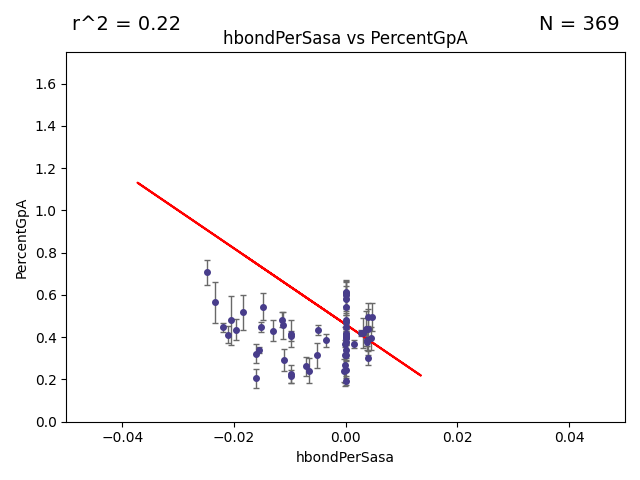 r^2 = 0.22
N = 369
hbondPerSasa vs PercentGpA
1.6
1.4
1.2
1.0
0.8
0.6
0.4
0.2
0.0
PercentGpA
−0.04
−0.02
0.00
0.02
0.04
hbondPerSasa